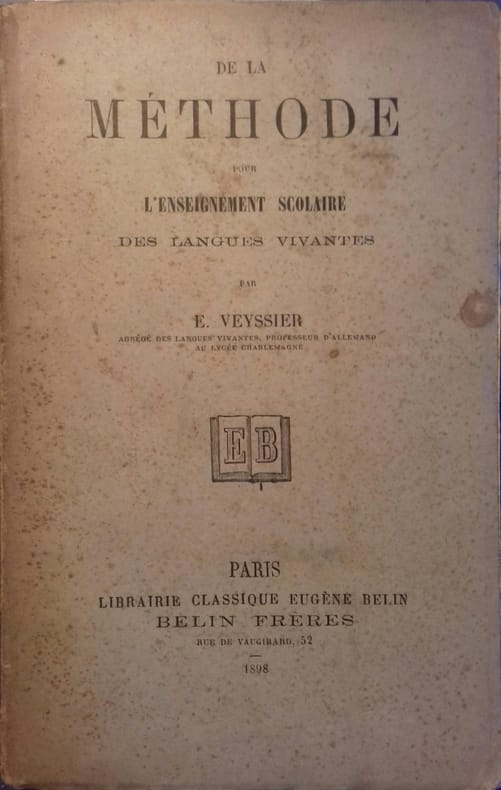 DE LA
MÉTHODE
POUR
L'ENSEIGNEMENT SCOLAIRE
DES LANGUES VIVANTES
PAR
E. VEYSSIER
AGRÉGÉ DES LANGUES VIVANTES, PROFESSEUR D'ALLEMAND
AU LYCÉE CHARLEMAGNE
EB
PARIS
LIBRAIRIE CLASSIQUE EUGÈNE BELIN
BELIN FRÈRES
RUE DE VAUGIRARD, 52
1898